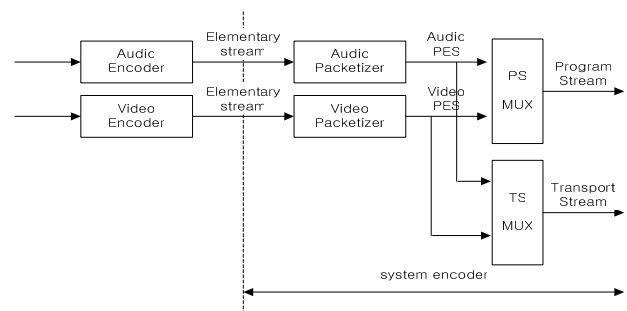 Elementary
stream
Audio
PES
Audio
Encoder
Audio
Packetizer
PS
MUX
Program
Stream
Elementary
stream
Video
PES
Video
Encoder
Video
Packetizer
TS
MUX
Transport
Stream
system encoder